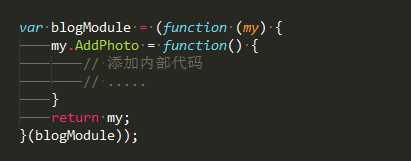 var blogModule = (function (my) {
my.AddPhoto = function() {
// 添加内部代码
// .....
}
return my;
}(blogModule));